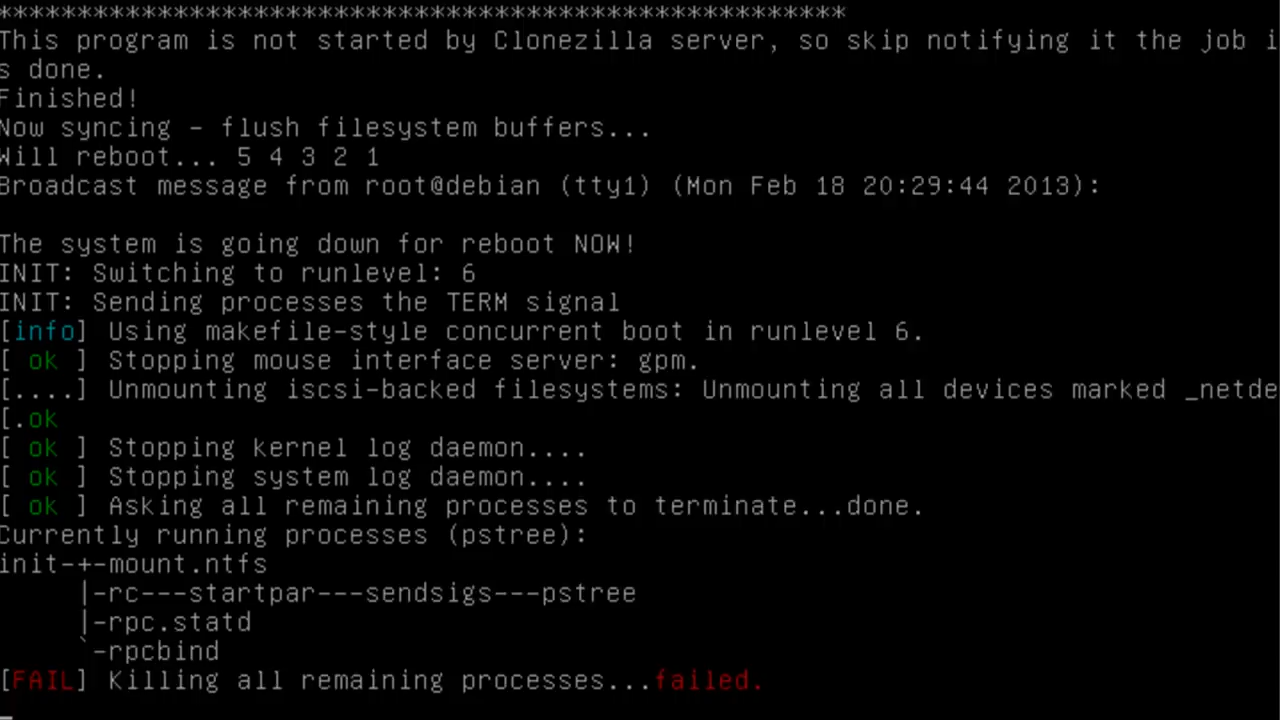 *****************************************************
This program is not started by Clonezilla server, so skip notifying it the job i
s done.
Finished!
Now syncing - flush filesystem buffers...
Will reboot... 5 4 3 2 1
Broadcast message from root@debian (tty1) (Mon Feb 18 20:29:44 2013):
The system is going down for reboot NOW!
INIT: Switching to runlevel: 6
INIT: Sending processes the TERM signal
[info] Using makefile-style concurrent boot in runlevel 6.
[ ok ] Stopping mouse interface server: gpm.
[....] Unmounting iscsi-backed filesystems: Unmounting all devices marked _netde
[.ok
[ ok ] Stopping kernel log daemon....
[ ok ] Stopping system log daemon....
[ ok ] Asking all remaining processes to terminate...done.
Currently running processes (pstree):
init-+-mount.ntfs
     |-rc---startpar---sendsigs---pstree
     |-rpc.statd
     `-rpcbind
[FAIL] Killing all remaining processes...failed.